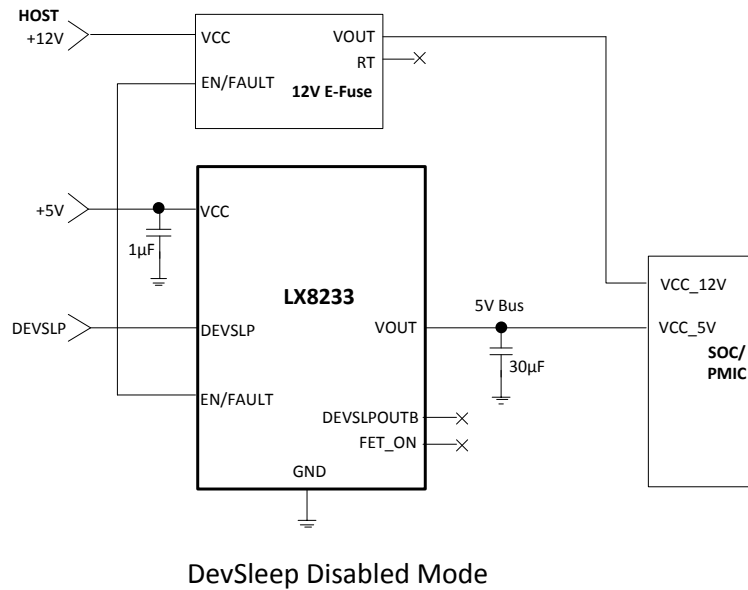 HOST
+12V
VCC
VOUT
RT
EN/FAULT
12V E-Fuse
+5V
VCC
1µF
LX8233
VCC_12V
5V Bus
DEVSLP
DEVSLP
VOUT
VCC_5V
SOC/
PMIC
30µF
EN/FAULT
DEVSLPOUTB
FET_ON
GND
DevSleep Disabled Mode